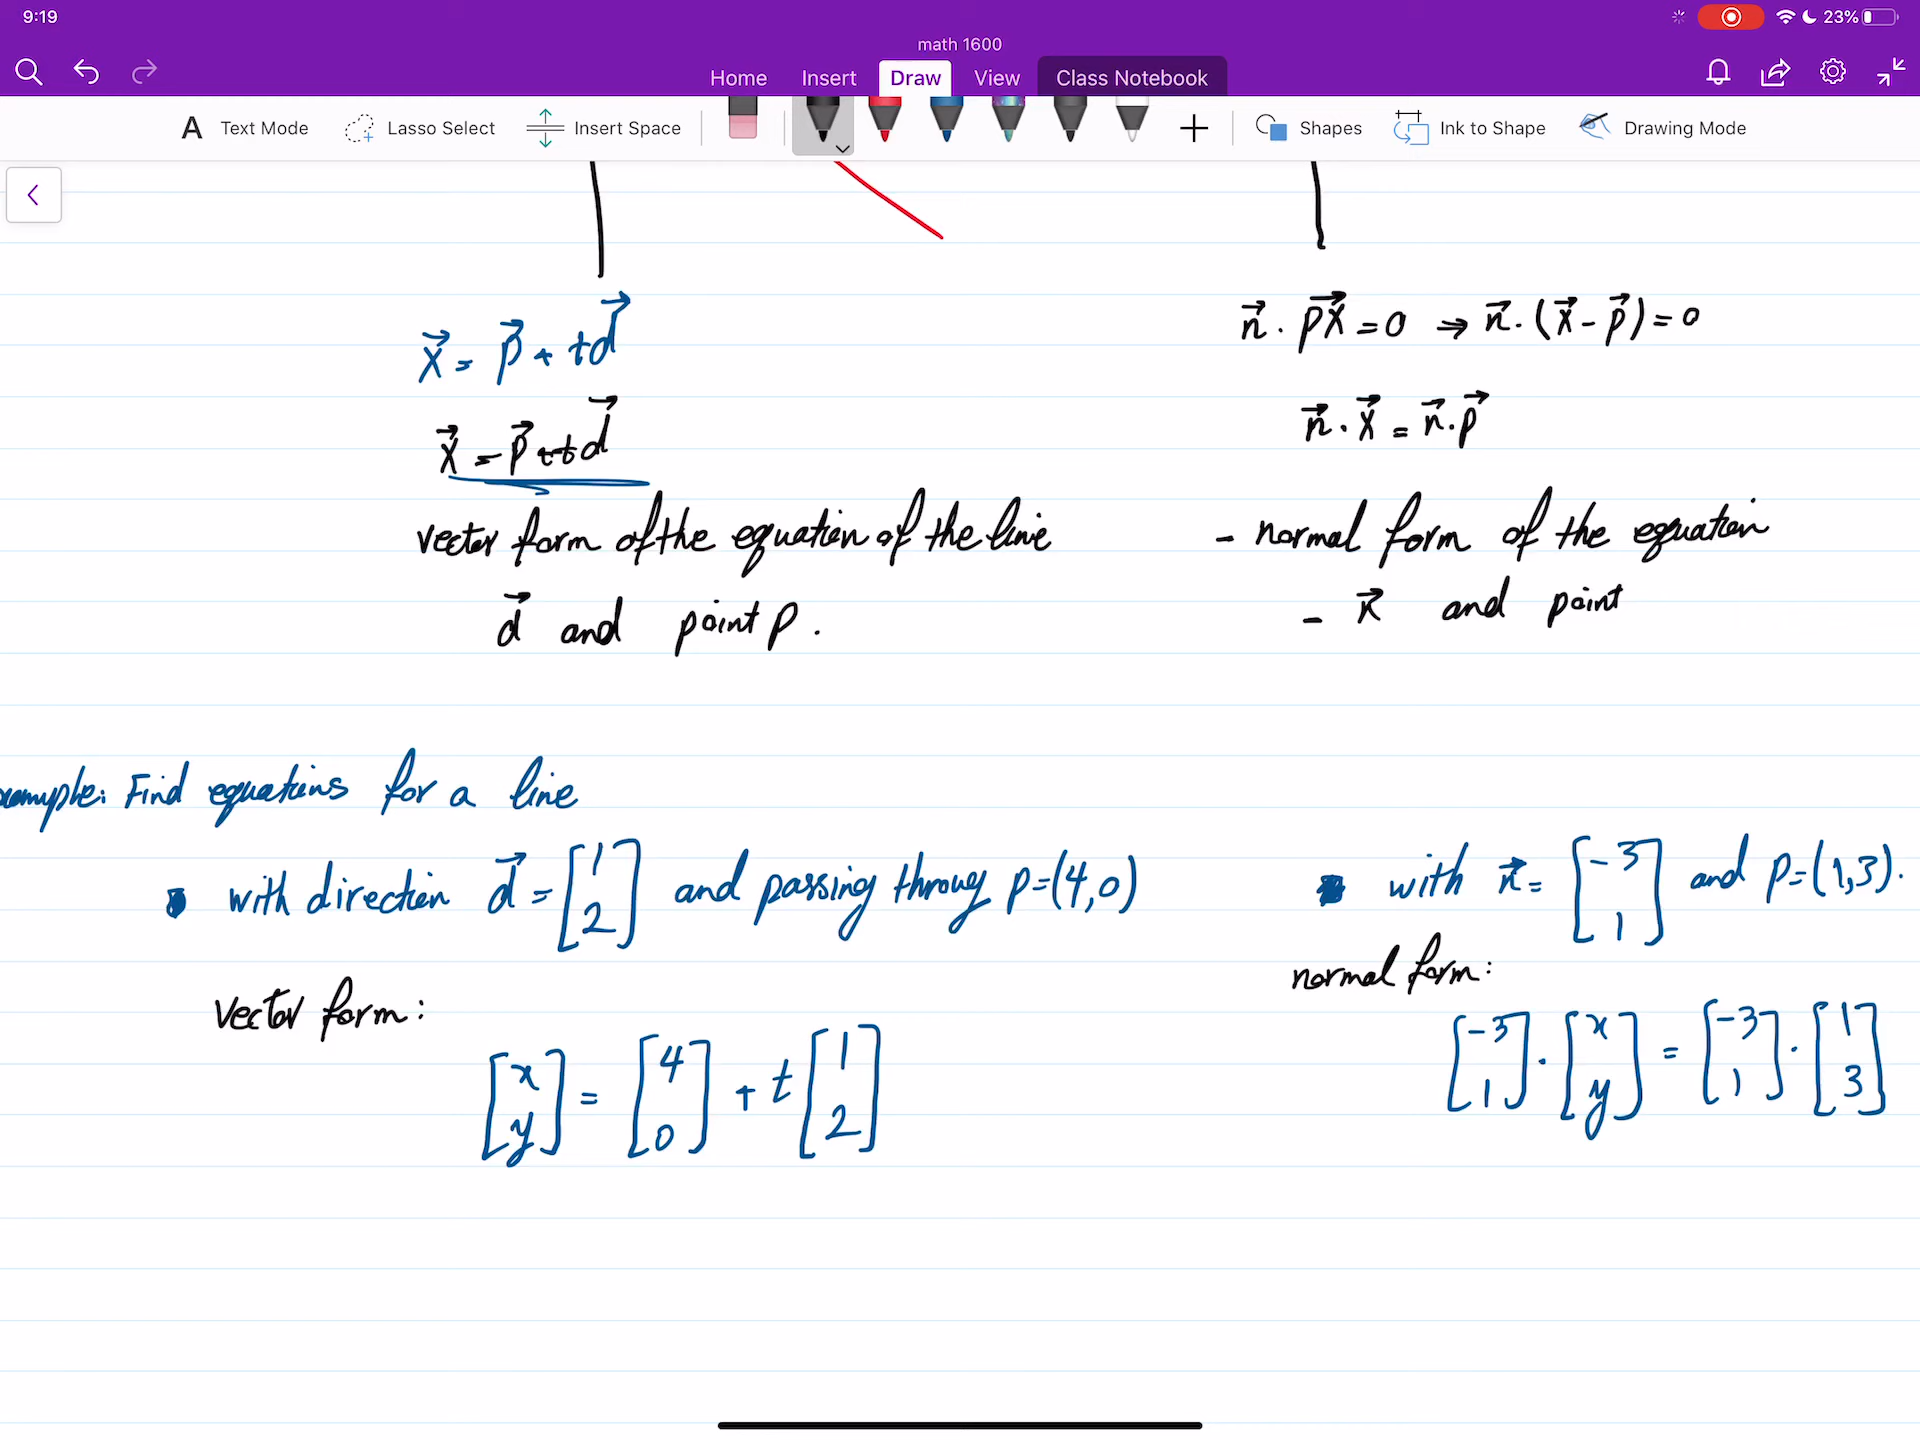 9:19
23%
math 1600
Home Insert Draw View Class Notebook
A Text Mode Lasso Select Insert Space Shapes Ink to Shape Drawing Mode
x⃗ = p⃗ + td⃗
x⃗ = p⃗ + td⃗
vector form of the equation of the line
d⃗ and point p.
n⃗ · PX⃗ = 0 ⇒ n⃗ · (x⃗ - p⃗) = 0
n⃗ · x⃗ = n⃗ · p⃗
- normal form of the equation
- n⃗ and point
xample: Find equations for a line
• with direction d⃗ = [1 2] and passing throug p=(4,0)
vector form:
[x y] = [4 0] + t [1 2]
• with n⃗ = [-3 1] and p=(1,3).
normal form:
[-3 1] · [x y] = [-3 1] · [1 3]